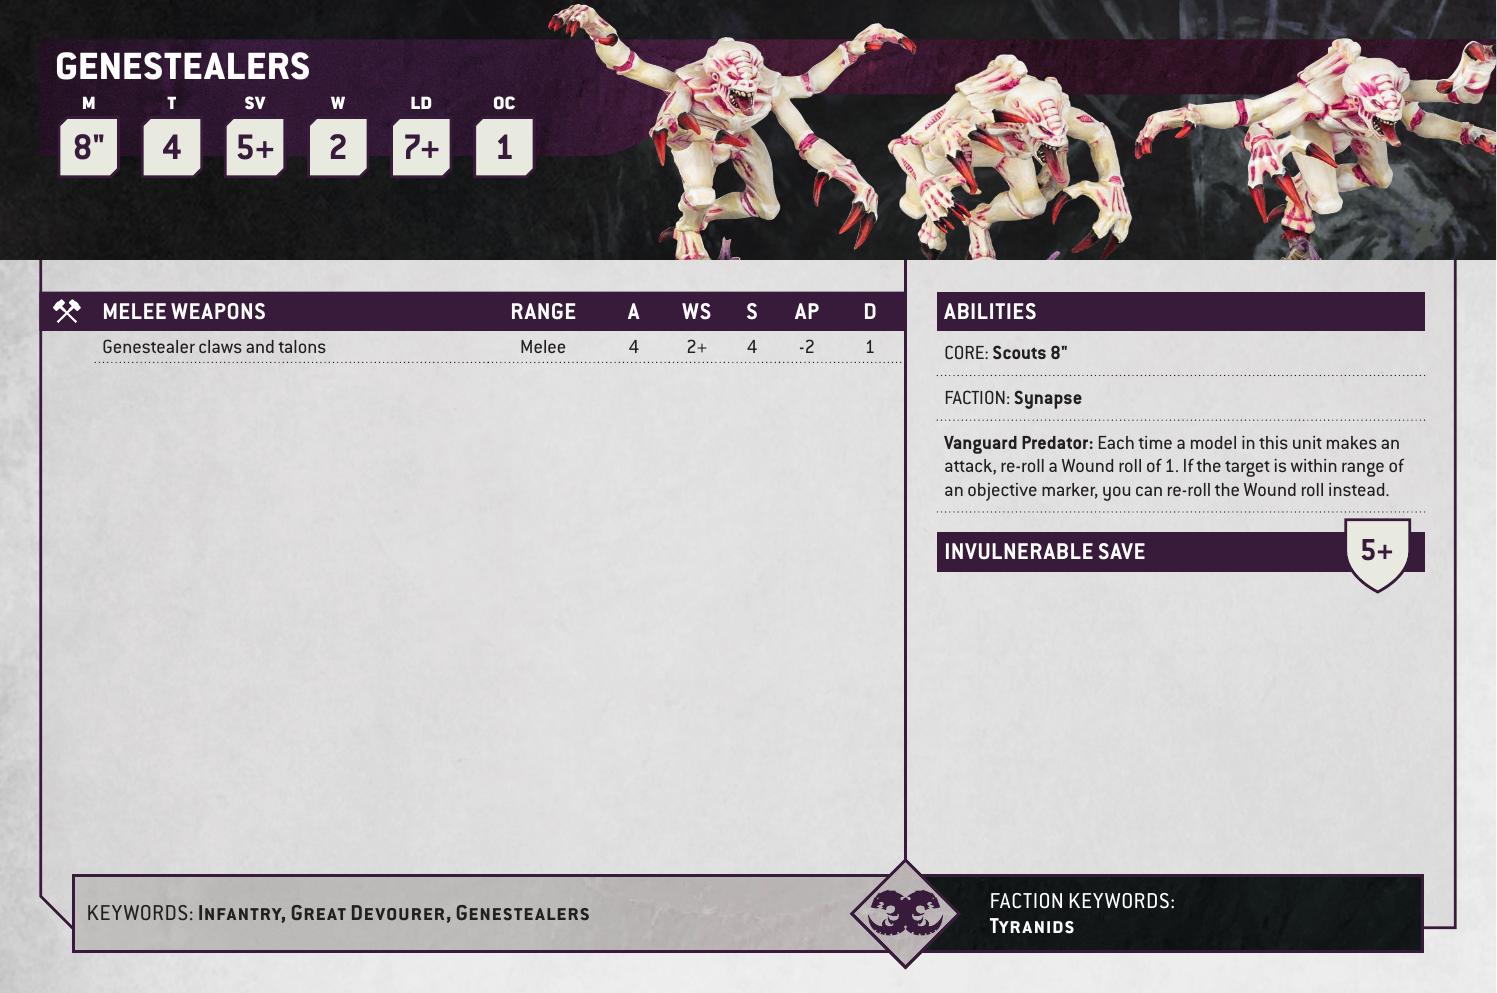 GENESTEALERS
M T SV W LD OC
8" 4 5+ 2 7+ 1
MELEE WEAPONS RANGE A WS S AP D
Genestealer claws and talons Melee 4 2+ 4 -2 1
ABILITIES
CORE: Scouts 8"
FACTION: Synapse
Vanguard Predator: Each time a model in this unit makes an
attack, re-roll a Wound roll of 1. If the target is within range of
an objective marker, you can re-roll the Wound roll instead.
INVULNERABLE SAVE 5+
KEYWORDS: INFANTRY, GREAT DEVOURER, GENESTEALERS
FACTION KEYWORDS:
TYRANIDS